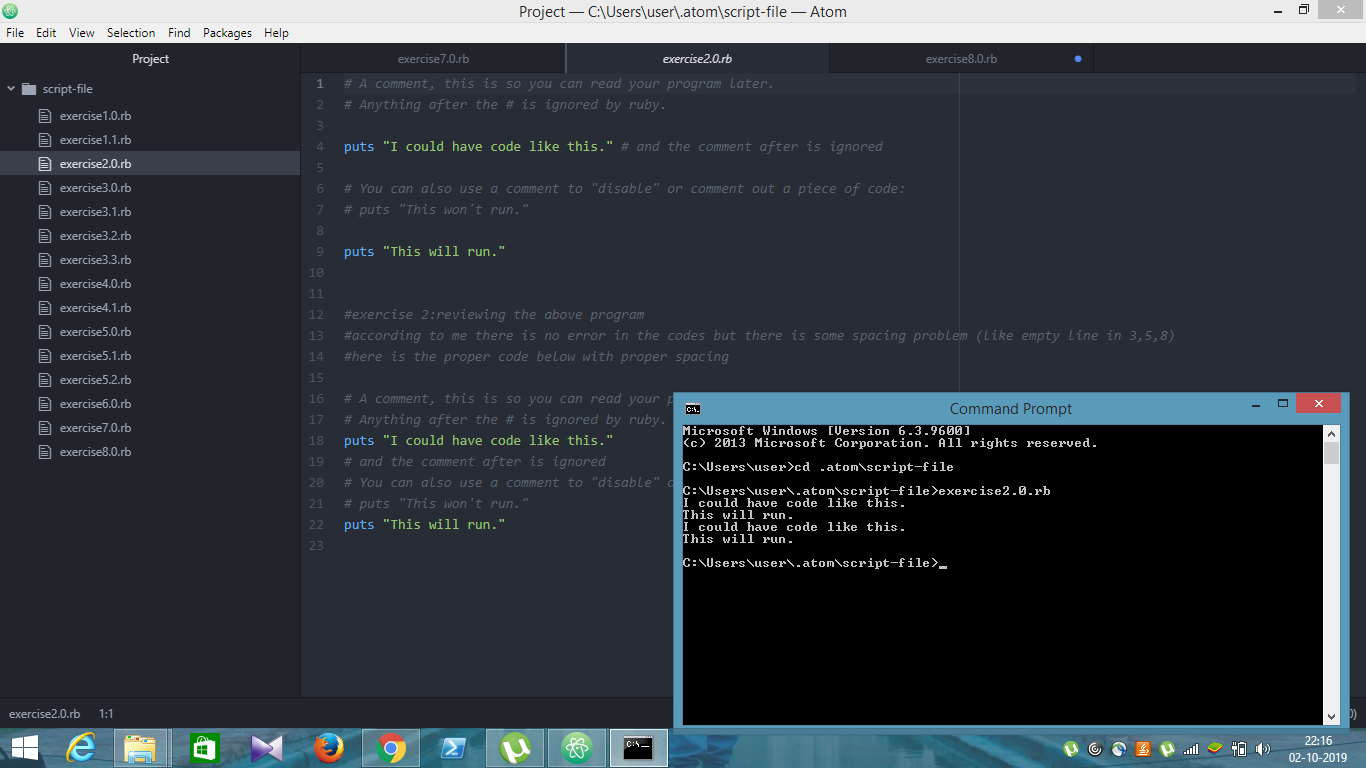 Project — C:\Users\user\.atom\script-file — Atom
File Edit View Selection Find Packages Help
Project
exercise7.0.rb
exercise2.0.rb
exercise8.0.rb
script-file
exercise1.0.rb
exercise1.1.rb
exercise2.0.rb
exercise3.0.rb
exercise3.1.rb
exercise3.2.rb
exercise3.3.rb
exercise4.0.rb
exercise4.1.rb
exercise5.0.rb
exercise5.1.rb
exercise5.2.rb
exercise6.0.rb
exercise7.0.rb
exercise8.0.rb
1 # A comment, this is so you can read your program later.
2 # Anything after the # is ignored by ruby.
3
4 puts "I could have code like this." # and the comment after is ignored
5
6 # You can also use a comment to "disable" or comment out a piece of code:
7 # puts "This won't run."
8
9 puts "This will run."
10
11
12 #exercise 2:reviewing the above program
13 #according to me there is no error in the codes but there is some spacing problem (like empty line in 3,5,8)
14 #here is the proper code below with proper spacing
15
16 # A comment, this is so you can read your
17 # Anything after the # is ignored by ruby.
18 puts "I could have code like this."
19 # and the comment after is ignored
20 # You can also use a comment to "disable"
21 # puts "This won't run."
22 puts "This will run."
23
Command Prompt
Microsoft Windows [Version 6.3.9600]
(c) 2013 Microsoft Corporation. All rights reserved.
C:\Users\user>cd .atom\script-file
C:\Users\user\.atom\script-file>exercise2.0.rb
I could have code like this.
This will run.
I could have code like this.
This will run.
C:\Users\user\.atom\script-file>_
exercise2.0.rb 1:1
22:16
02-10-2019